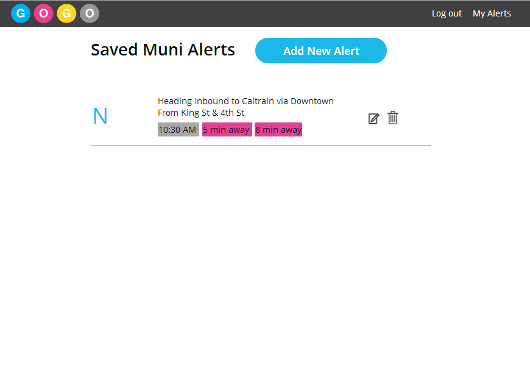 GOGO
Log out My Alerts
Saved Muni Alerts
Add New Alert
N
Heading Inbound to Caltrain via Downtown
From King St & 4th St
10:30 AM 5 min away 8 min away